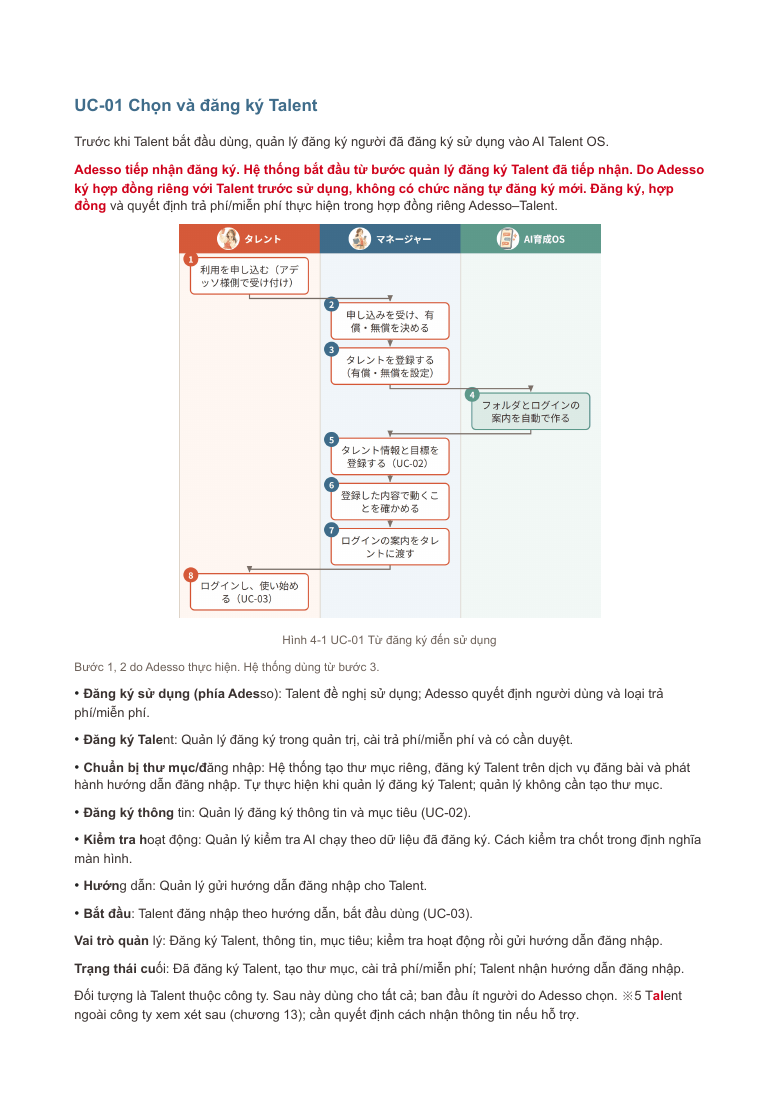 UC-01 Chọn và đăng ký Talent
Trước khi Talent bắt đầu dùng, quản lý đăng ký người đã đăng ký sử dụng vào AI Talent OS.
Adesso tiếp nhận đăng ký. Hệ thống bắt đầu từ bước quản lý đăng ký Talent đã tiếp nhận. Do Adesso
ký hợp đồng riêng với Talent trước sử dụng, không có chức năng tự đăng ký mới. Đăng ký, hợp
đồng và quyết định trả phí/miễn phí thực hiện trong hợp đồng riêng Adesso–Talent.
タレント
マネージャー
AI育成OS
1
利用を申し込む（アデ
ッソ様側で受け付け）
2
申し込みを受け、有
償・無償を決める
3
タレントを登録する
（有償・無償を設定）
4
フォルダとログインの
案内を自動で作る
5
タレント情報と目標を
登録する（UC-02）
6
登録した内容で動くこ
とを確かめる
7
ログインの案内をタレ
ントに渡す
8
ログインし、使い始め
る（UC-03）
Hình 4-1 UC-01 Từ đăng ký đến sử dụng
Bước 1, 2 do Adesso thực hiện. Hệ thống dùng từ bước 3.
• Đăng ký sử dụng (phía Adesso): Talent đề nghị sử dụng; Adesso quyết định người dùng và loại trả
phí/miễn phí.
• Đăng ký Talent: Quản lý đăng ký trong quản trị, cài trả phí/miễn phí và có cần duyệt.
• Chuẩn bị thư mục/đăng nhập: Hệ thống tạo thư mục riêng, đăng ký Talent trên dịch vụ đăng bài và phát
hành hướng dẫn đăng nhập. Tự thực hiện khi quản lý đăng ký Talent; quản lý không cần tạo thư mục.
• Đăng ký thông tin: Quản lý đăng ký thông tin và mục tiêu (UC-02).
• Kiểm tra hoạt động: Quản lý kiểm tra AI chạy theo dữ liệu đã đăng ký. Cách kiểm tra chốt trong định nghĩa
màn hình.
• Hướng dẫn: Quản lý gửi hướng dẫn đăng nhập cho Talent.
• Bắt đầu: Talent đăng nhập theo hướng dẫn, bắt đầu dùng (UC-03).
Vai trò quản lý: Đăng ký Talent, thông tin, mục tiêu; kiểm tra hoạt động rồi gửi hướng dẫn đăng nhập.
Trạng thái cuối: Đã đăng ký Talent, tạo thư mục, cài trả phí/miễn phí; Talent nhận hướng dẫn đăng nhập.
Đối tượng là Talent thuộc công ty. Sau này dùng cho tất cả; ban đầu ít người do Adesso chọn. ※5 Talent
ngoài công ty xem xét sau (chương 13); cần quyết định cách nhận thông tin nếu hỗ trợ.